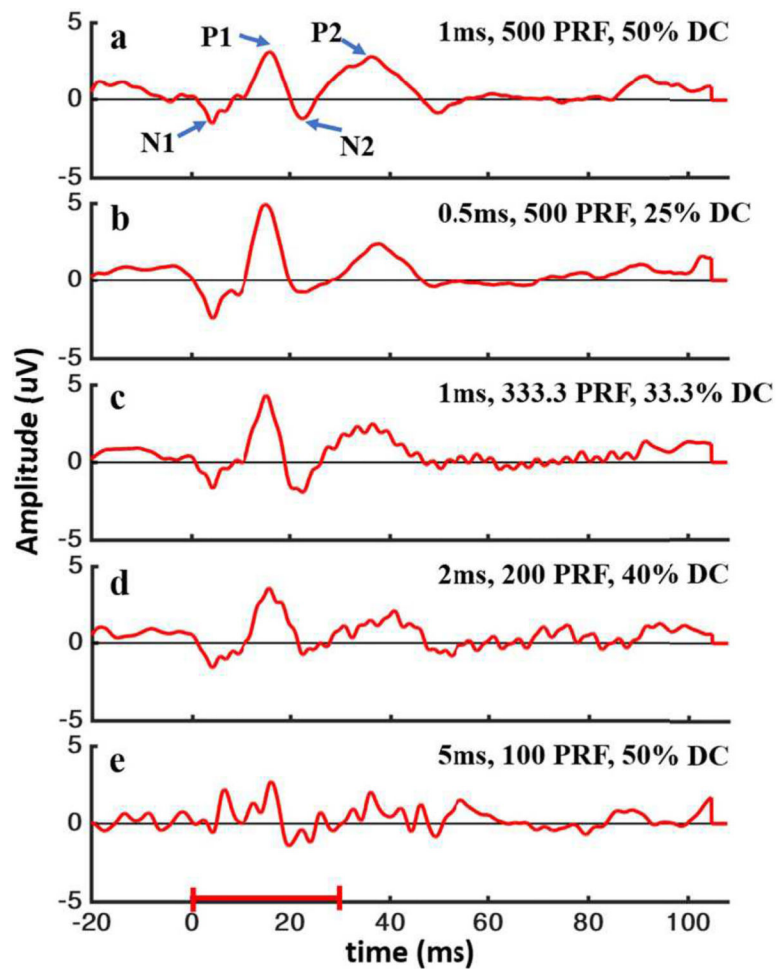 a
P1
P2
1ms, 500 PRF, 50% DC
N1
N2
5
0
-5
b
0.5ms, 500 PRF, 25% DC
5
0
-5
c
1ms, 333.3 PRF, 33.3% DC
5
0
-5
d
2ms, 200 PRF, 40% DC
5
0
-5
e
5ms, 100 PRF, 50% DC
5
0
-5
Amplitude (uV)
-20 0 20 40 60 80 100
time (ms)